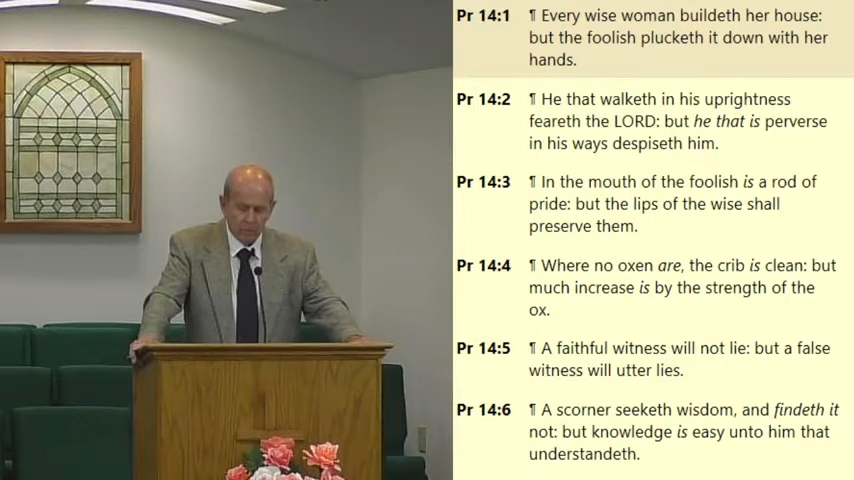 Pr 14:1 ¶ Every wise woman buildeth her house:
but the foolish plucketh it down with her
hands.
Pr 14:2 ¶ He that walketh in his uprightness
feareth the LORD: but he that is perverse
in his ways despiseth him.
Pr 14:3 ¶ In the mouth of the foolish is a rod of
pride: but the lips of the wise shall
preserve them.
Pr 14:4 ¶ Where no oxen are, the crib is clean: but
much increase is by the strength of the
ox.
Pr 14:5 ¶ A faithful witness will not lie: but a false
witness will utter lies.
Pr 14:6 ¶ A scorner seeketh wisdom, and findeth it
not: but knowledge is easy unto him that
understandeth.